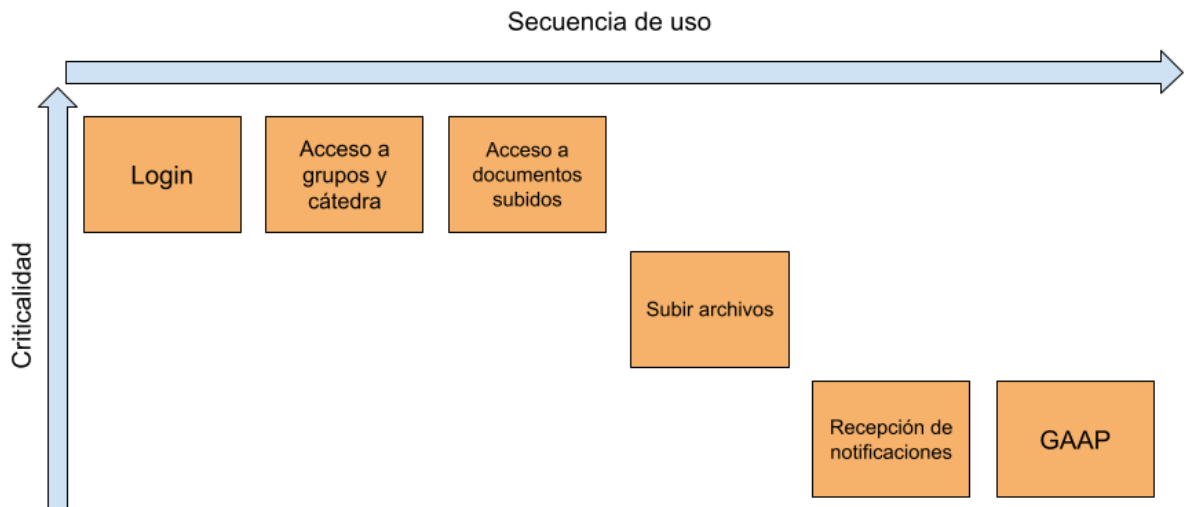 Secuencia de uso
Login
Acceso a
grupos y
cátedra
Acceso a
documentos
subidos
Criticalidad
Subir archivos
Recepción de
notificaciones
GAAP